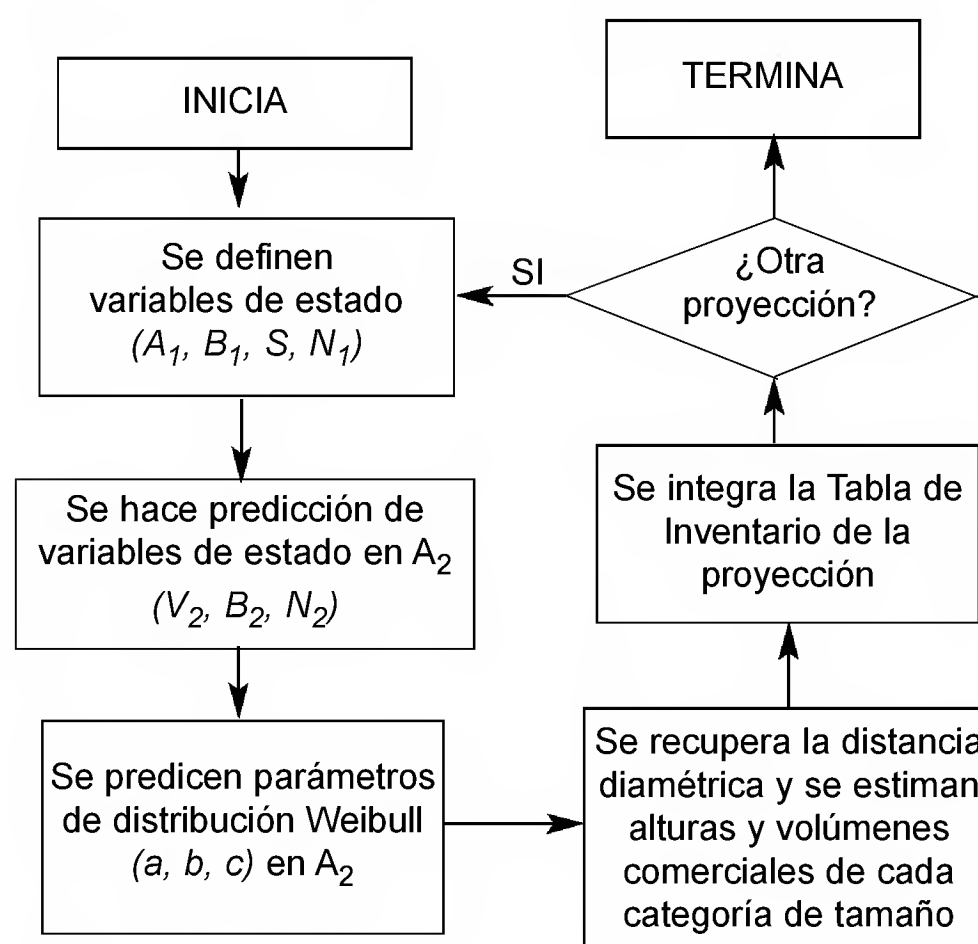 INICIA
Se definen
variables de estado
(A1, B1, S, N1)
Se hace predicción de
variables de estado en A2
(V2, B2, N2)
Se predicen parámetros
de distribución Weibull
(a, b, c) en A2
Se recupera la distancia
diamétrica y se estiman
alturas y volúmenes
comerciales de cada
categoría de tamaño
Se integra la Tabla de
Inventario de la
proyección
¿Otra
proyección?
SI
TERMINA